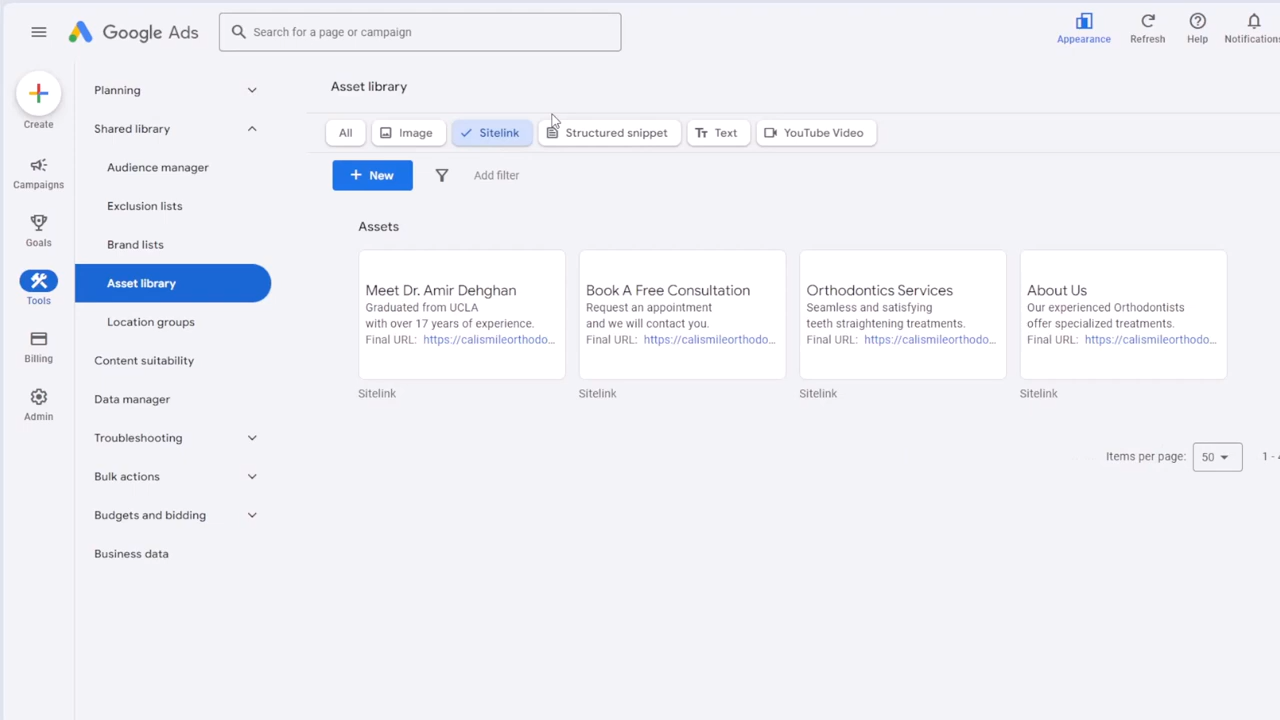 Google Ads
Search for a page or campaign
Appearance
Refresh
Help
Notifications
Create
Campaigns
Goals
Tools
Billing
Admin
Planning
Shared library
Audience manager
Exclusion lists
Brand lists
Asset library
Location groups
Content suitability
Data manager
Troubleshooting
Bulk actions
Budgets and bidding
Business data
Asset library
All
Image
Sitelink
Structured snippet
Text
YouTube Video
+ New
Add filter
Assets
Meet Dr. Amir Dehghan
Graduated from UCLA
with over 17 years of experience.
Final URL: https://calismileorthodo...
Sitelink
Book A Free Consultation
Request an appointment
and we will contact you.
Final URL: https://calismileorthodo...
Sitelink
Orthodontics Services
Seamless and satisfying
teeth straightening treatments.
Final URL: https://calismileorthodo...
Sitelink
About Us
Our experienced Orthodontists
offer specialized treatments.
Final URL: https://calismileorthodo...
Sitelink
Items per page: 50
1 -